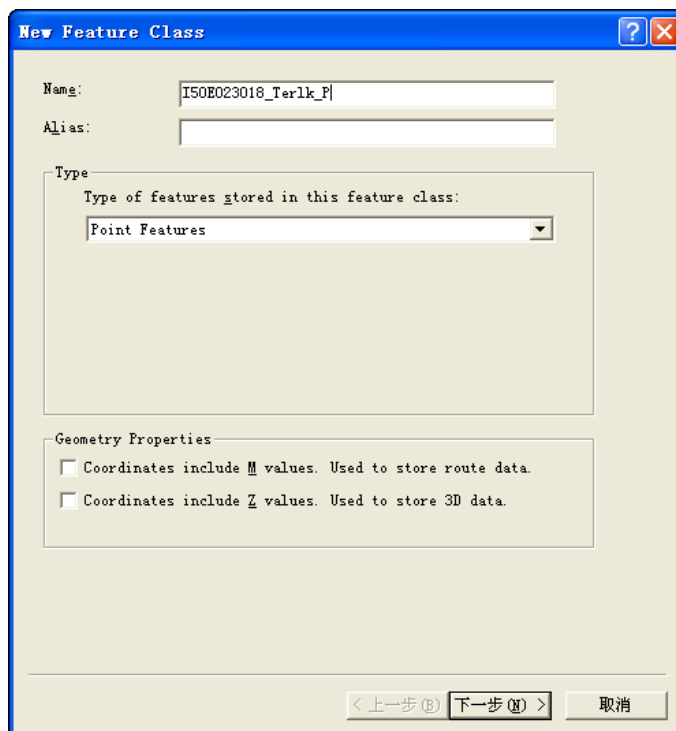 New Feature Class
Name: I50E023018_Terlk_P
Alias:
Type
Type of features stored in this feature class:
Point Features
Geometry Properties
Coordinates include M values. Used to store route data.
Coordinates include Z values. Used to store 3D data.
< 上一步(B) 下一步(N) > 取消